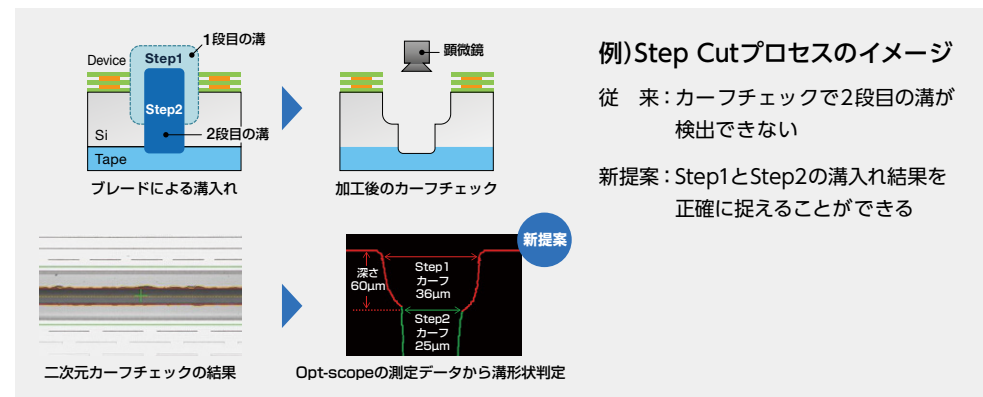 Device
Step1
1段目の溝
Step2
2段目の溝
Si
Tape
ブレードによる溝入れ
顕微鏡
加工後のカーフチェック
例)Step Cutプロセスのイメージ
従　来：カーフチェックで2段目の溝が
検出できない
新提案：Step1とStep2の溝入れ結果を
正確に捉えることができる
二次元カーフチェックの結果
新提案
深さ
60μm
Step1
カーフ
36μm
Step2
カーフ
25μm
Opt-scopeの測定データから溝形状判定